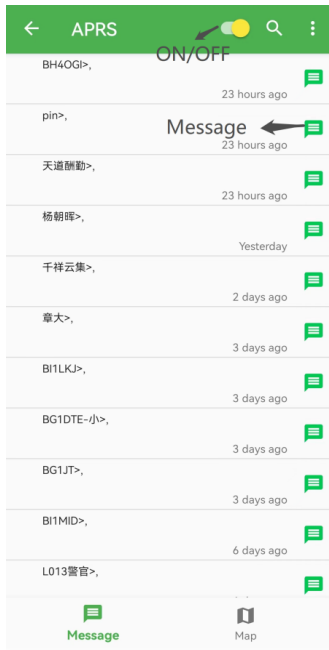 APRS
ON/OFF
BH4OGI>,
23 hours ago
pin>,
Message
23 hours ago
天道酬勤>,
23 hours ago
杨朝晖>,
Yesterday
千祥云集>,
2 days ago
章大>,
3 days ago
BI1LKJ>,
3 days ago
BG1DTE-小>,
3 days ago
BG1JT>,
3 days ago
BI1MID>,
6 days ago
L013警官>,
Message
Map